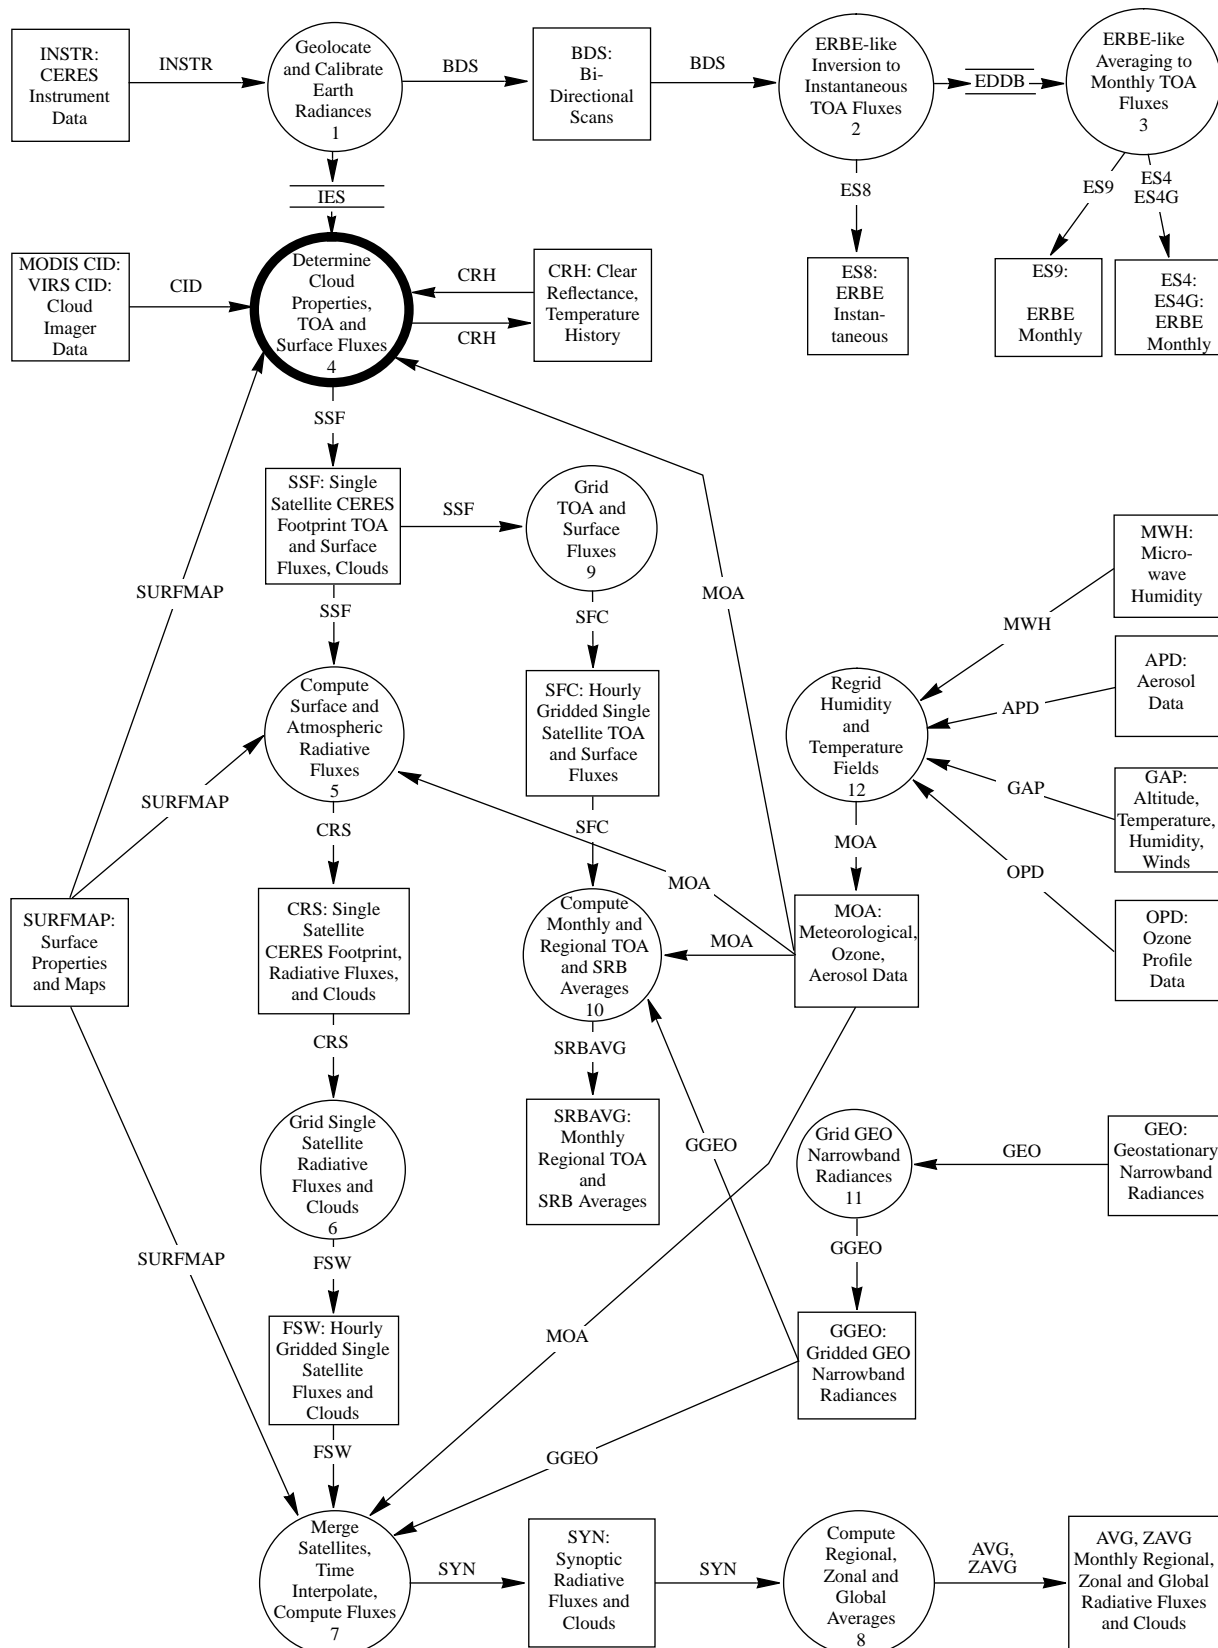 INSTR:
CERES
Instrument
Data
INSTR
Geolocate
and Calibrate
Earth
Radiances
1
BDS
BDS:
Bi-
Directional
Scans
BDS
ERBE-like
Inversion to
Instantaneous
TOA Fluxes
2
EDDB
ERBE-like
Averaging to
Monthly TOA
Fluxes
3
IES
ES8
ES9
ES4
ES4G
MODIS CID:
VIRS CID:
Cloud
Imager
Data
CID
Determine
Cloud
Properties,
TOA and
Surface Fluxes
4
CRH
CRH
CRH: Clear
Reflectance,
Temperature
History
ES8:
ERBE
Instan-
taneous
ES9:
ERBE
Monthly
ES4:
ES4G:
ERBE
Monthly
SSF
SSF: Single
Satellite CERES
Footprint TOA
and Surface
Fluxes, Clouds
SSF
Grid
TOA and
Surface
Fluxes
9
MWH:
Micro-
wave
Humidity
SURFMAP
SSF
SFC
MOA
MWH
Compute
Surface and
Atmospheric
Radiative
Fluxes
5
SFC: Hourly
Gridded Single
Satellite TOA
and Surface
Fluxes
Regrid
Humidity
and
Temperature
Fields
12
APD
APD:
Aerosol
Data
SURFMAP
GAP
GAP:
Altitude,
Temperature,
Humidity,
Winds
CRS
SFC
MOA
MOA
OPD
SURFMAP:
Surface
Properties
and Maps
CRS: Single
Satellite
CERES Footprint,
Radiative Fluxes,
and Clouds
Compute
Monthly and
Regional TOA
and SRB
Averages
10
MOA
MOA:
Meteorological,
Ozone,
Aerosol Data
OPD:
Ozone
Profile
Data
CRS
SRBAVG
Grid Single
Satellite
Radiative
Fluxes and
Clouds
6
SRBAVG:
Monthly
Regional TOA
and
SRB Averages
GGEO
Grid GEO
Narrowband
Radiances
11
GEO
GEO:
Geostationary
Narrowband
Radiances
SURFMAP
FSW
GGEO
FSW: Hourly
Gridded Single
Satellite
Fluxes and
Clouds
MOA
GGEO:
Gridded GEO
Narrowband
Radiances
FSW
GGEO
Merge
Satellites,
Time
Interpolate,
Compute Fluxes
7
SYN
SYN:
Synoptic
Radiative
Fluxes and
Clouds
SYN
Compute
Regional,
Zonal and
Global
Averages
8
AVG,
ZAVG
AVG, ZAVG
Monthly Regional,
Zonal and Global
Radiative Fluxes
and Clouds